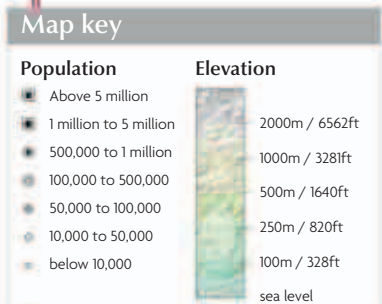 Map key
Population
Above 5 million
1 million to 5 million
500,000 to 1 million
100,000 to 500,000
50,000 to 100,000
10,000 to 50,000
below 10,000
Elevation
2000m / 6562ft
1000m / 3281ft
500m / 1640ft
250m / 820ft
100m / 328ft
sea level